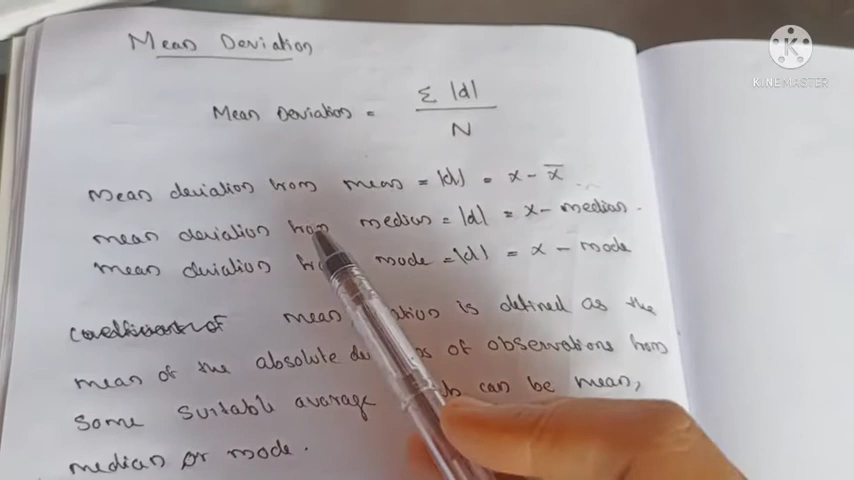 Mean Deviation
Mean Deviation = Σ |d| / N
Mean deviation from mean = |d| = x - x̅
mean deviation from median = |d| = x - median.
mean deviation mode = |d| = x - mode
coefficient of mean is defined as the
mean of the absolute of observations from
some suitable avarage can be mean,
median or mode.
K
KINEMASTER